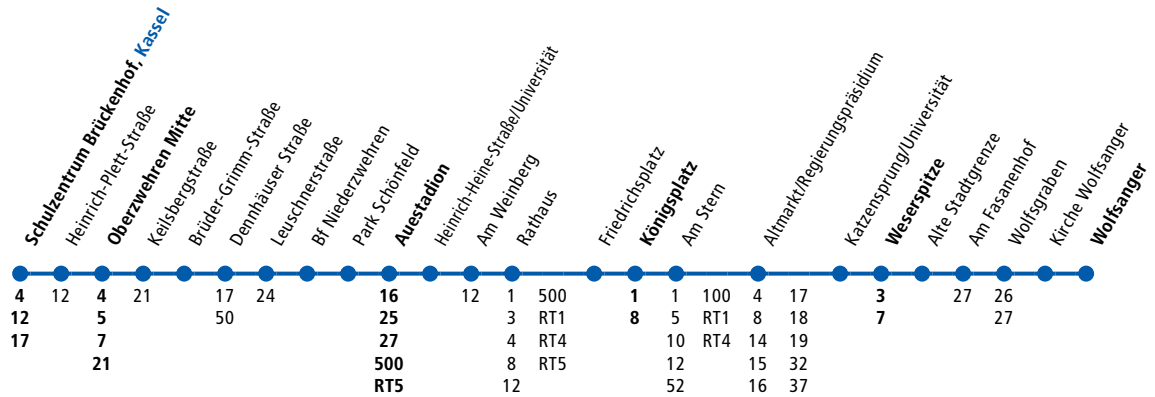 Schulzentrum Brückenhof, Kassel
Heinrich-Plett-Straße
Oberzwehren Mitte
Keilsbergstraße
Brüder-Grimm-Straße
Dennhäuser Straße
Leuschnerstraße
Bf Niederzwehren
Park Schönfeld
Auestadion
Heinrich-Heine-Straße/Universität
Am Weinberg
Rathaus
Friedrichsplatz
Königsplatz
Am Stern
Altmarkt/Regierungspräsidium
Katzensprung/Universität
Weserspitze
Alte Stadtgrenze
Am Fasanenhof
Wolfsgraben
Kirche Wolfsanger
Wolfsanger
4 12 4 21 17 24 16 12 1 500 1 1 100 4 17 3 27 26
12 5 50 25 3 RT1 8 5 RT1 8 18 7 27
17 7 27 4 RT4 10 RT4 14 19
21 500 8 RT5 12 15 32
RT5 12 52 16 37